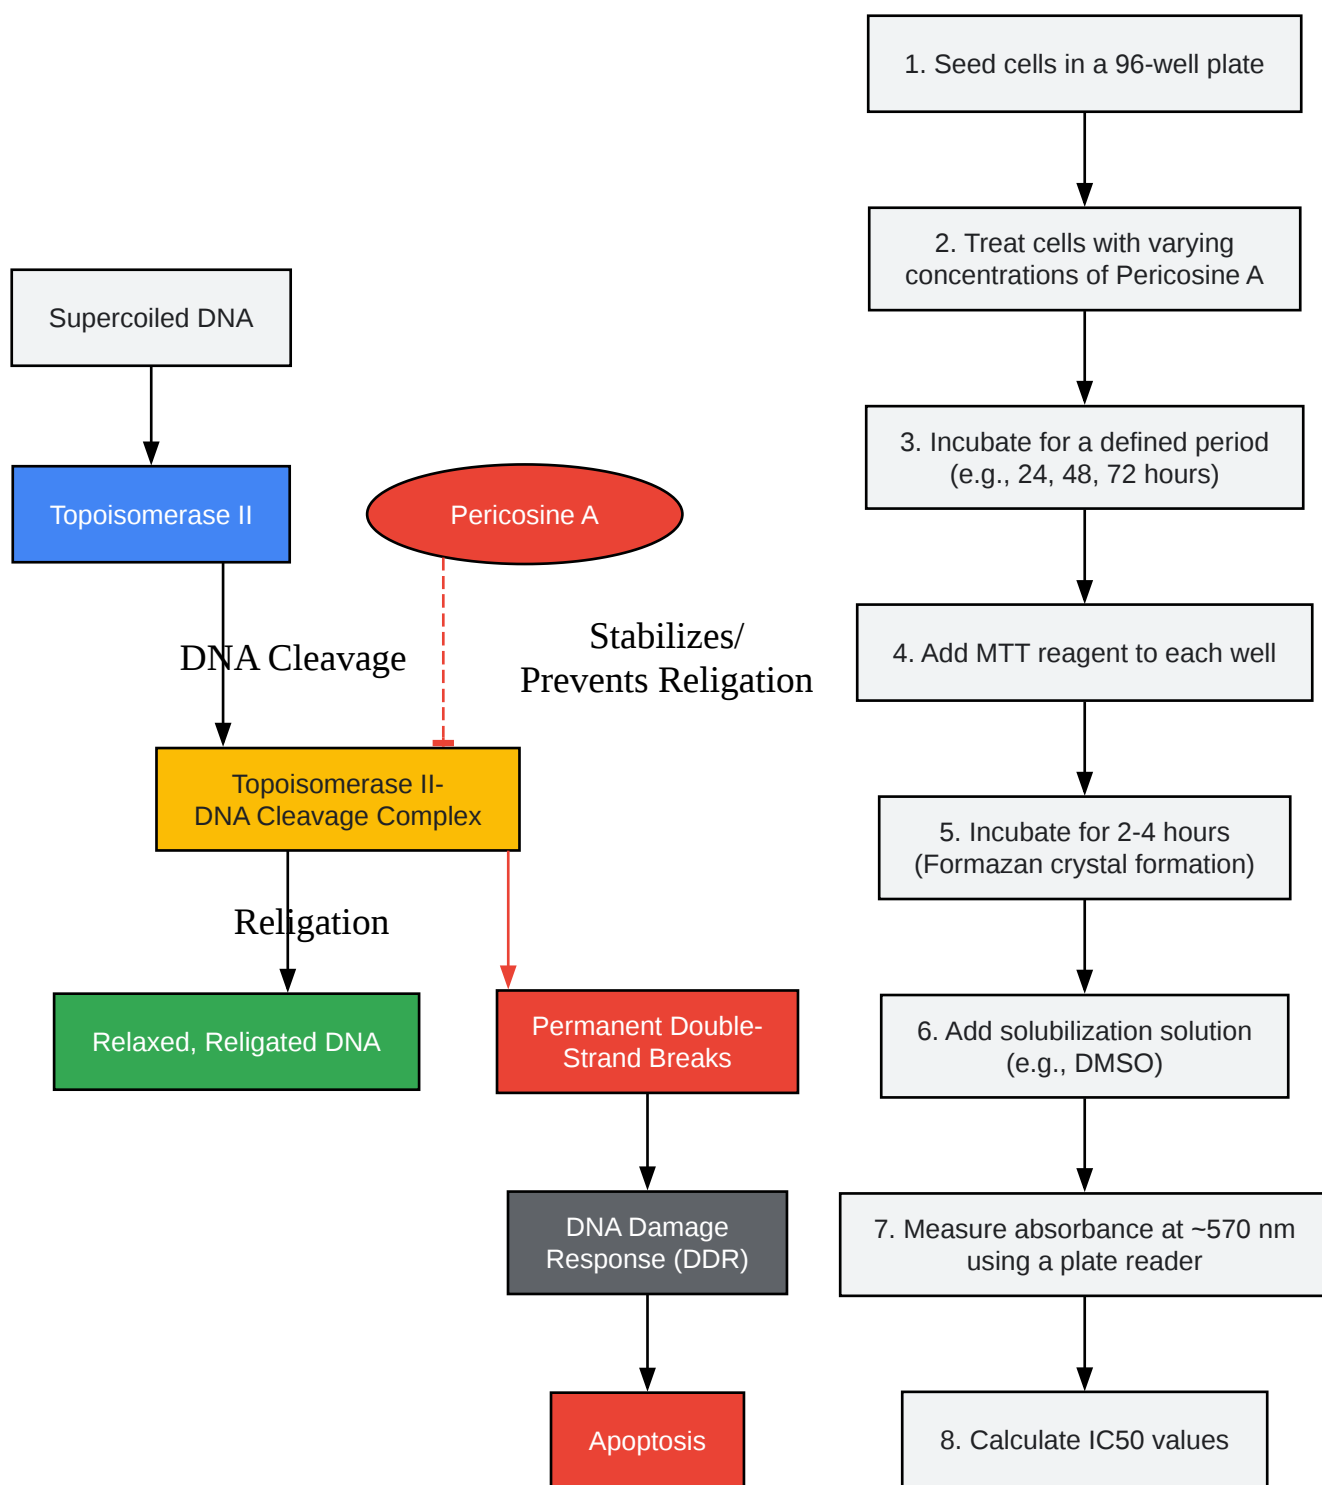 Supercoiled DNA
Topoisomerase II
Pericosine A
DNA Cleavage
Stabilizes/
Prevents Religation
Topoisomerase II-
DNA Cleavage Complex
Religation
Relaxed, Religated DNA
Permanent Double-
Strand Breaks
DNA Damage
Response (DDR)
Apoptosis
1. Seed cells in a 96-well plate
2. Treat cells with varying
concentrations of Pericosine A
3. Incubate for a defined period
(e.g., 24, 48, 72 hours)
4. Add MTT reagent to each well
5. Incubate for 2-4 hours
(Formazan crystal formation)
6. Add solubilization solution
(e.g., DMSO)
7. Measure absorbance at ~570 nm
using a plate reader
8. Calculate IC50 values